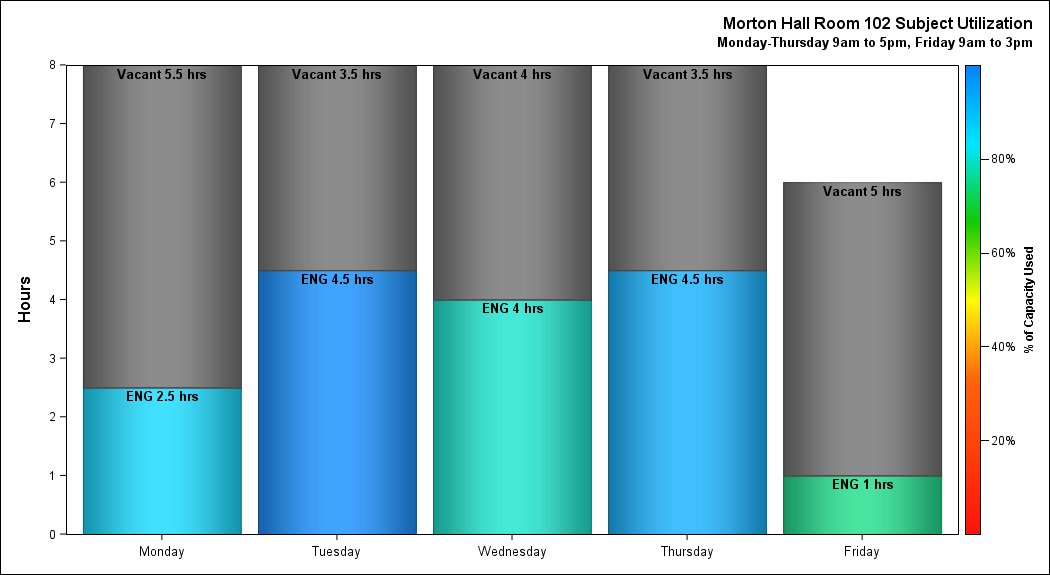 Morton Hall Room 102 Subject Utilization
Monday-Thursday 9am to 5pm, Friday 9am to 3pm
Hours
8
7
6
5
4
3
2
1
0
Vacant 5.5 hrs
ENG 2.5 hrs
Vacant 3.5 hrs
ENG 4.5 hrs
Vacant 4 hrs
ENG 4 hrs
Vacant 3.5 hrs
ENG 4.5 hrs
Vacant 5 hrs
ENG 1 hrs
Monday
Tuesday
Wednesday
Thursday
Friday
80%
60%
40%
20%
% of Capacity Used